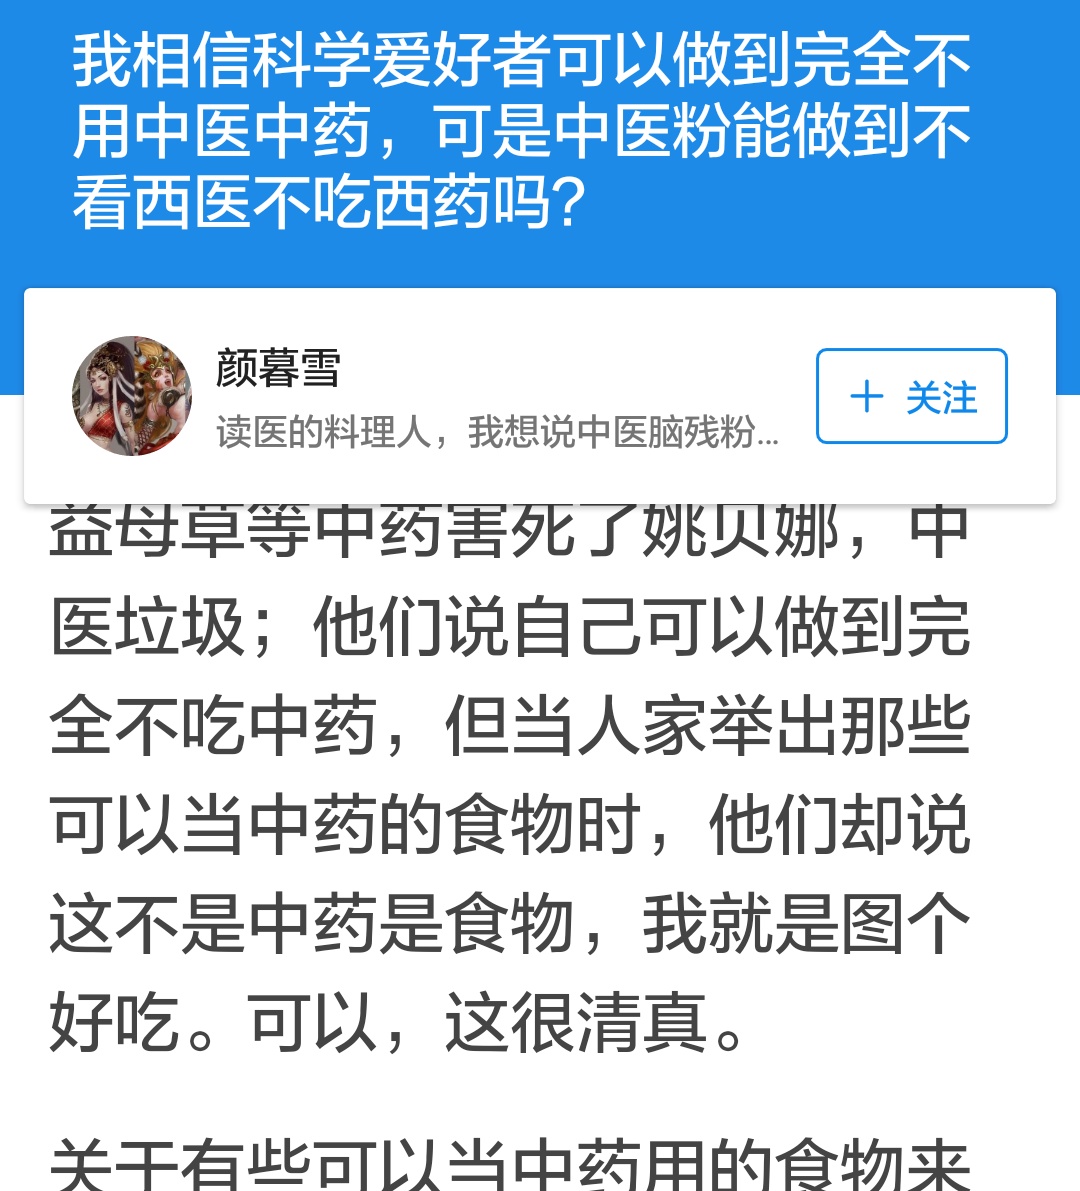 我相信科学爱好者可以做到完全不
用中医中药，可是中医粉能做到不
看西医不吃西药吗？
颜暮雪
读医的料理人，我想说中医脑残粉...
关注
益母草等中药害死了姚贝娜，中
医垃圾；他们说自己可以做到完
全不吃中药，但当人家举出那些
可以当中药的食物时，他们却说
这不是中药是食物，我就是图个
好吃。可以，这很清真。
关于有些可以当中药用的食物来